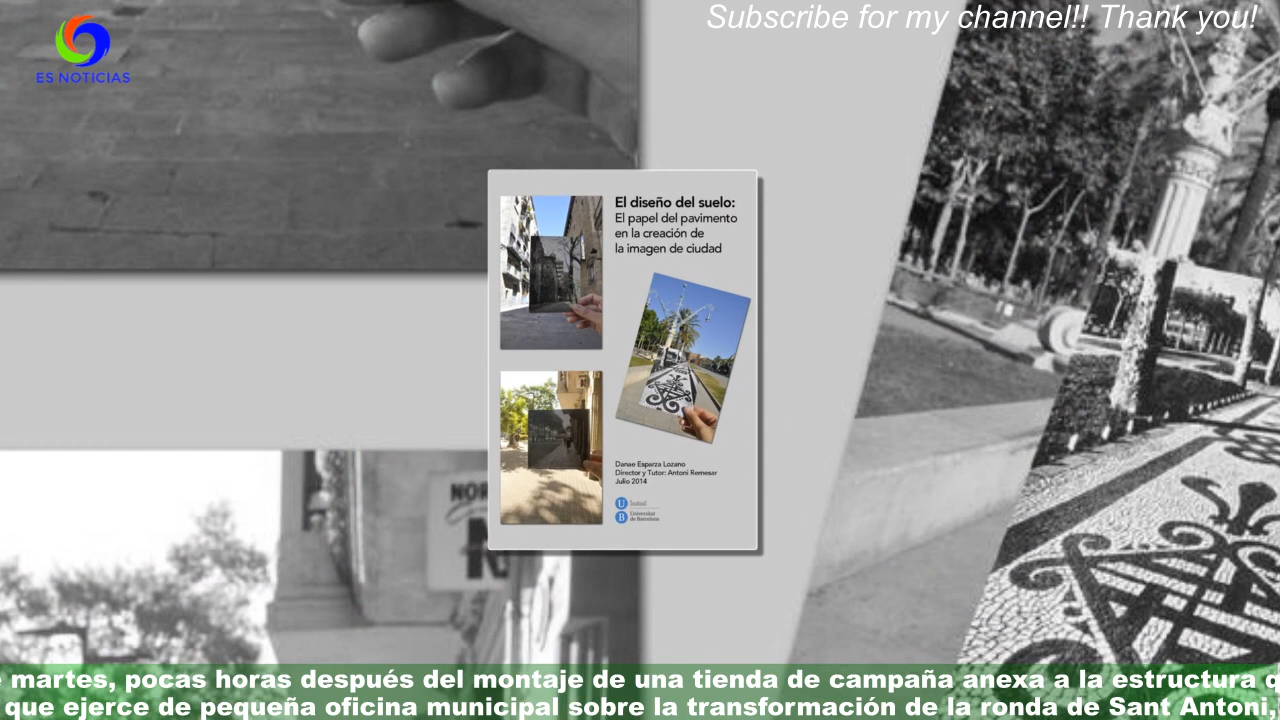 Subscribe for my channel!! Thank you!
ES NOTICIAS
El diseño del suelo:
El papel del pavimento
en la creación de
la imagen de ciudad
Danae Esparza Lozano
Director y Tutor: Antoni Remesar
Julio 2014
U
B
Universitat
de Barcelona
NOR
martes, pocas horas después del montaje de una tienda de campaña anexa a la estructura
que ejerce de pequeña oficina municipal sobre la transformación de la ronda de Sant Antoni.